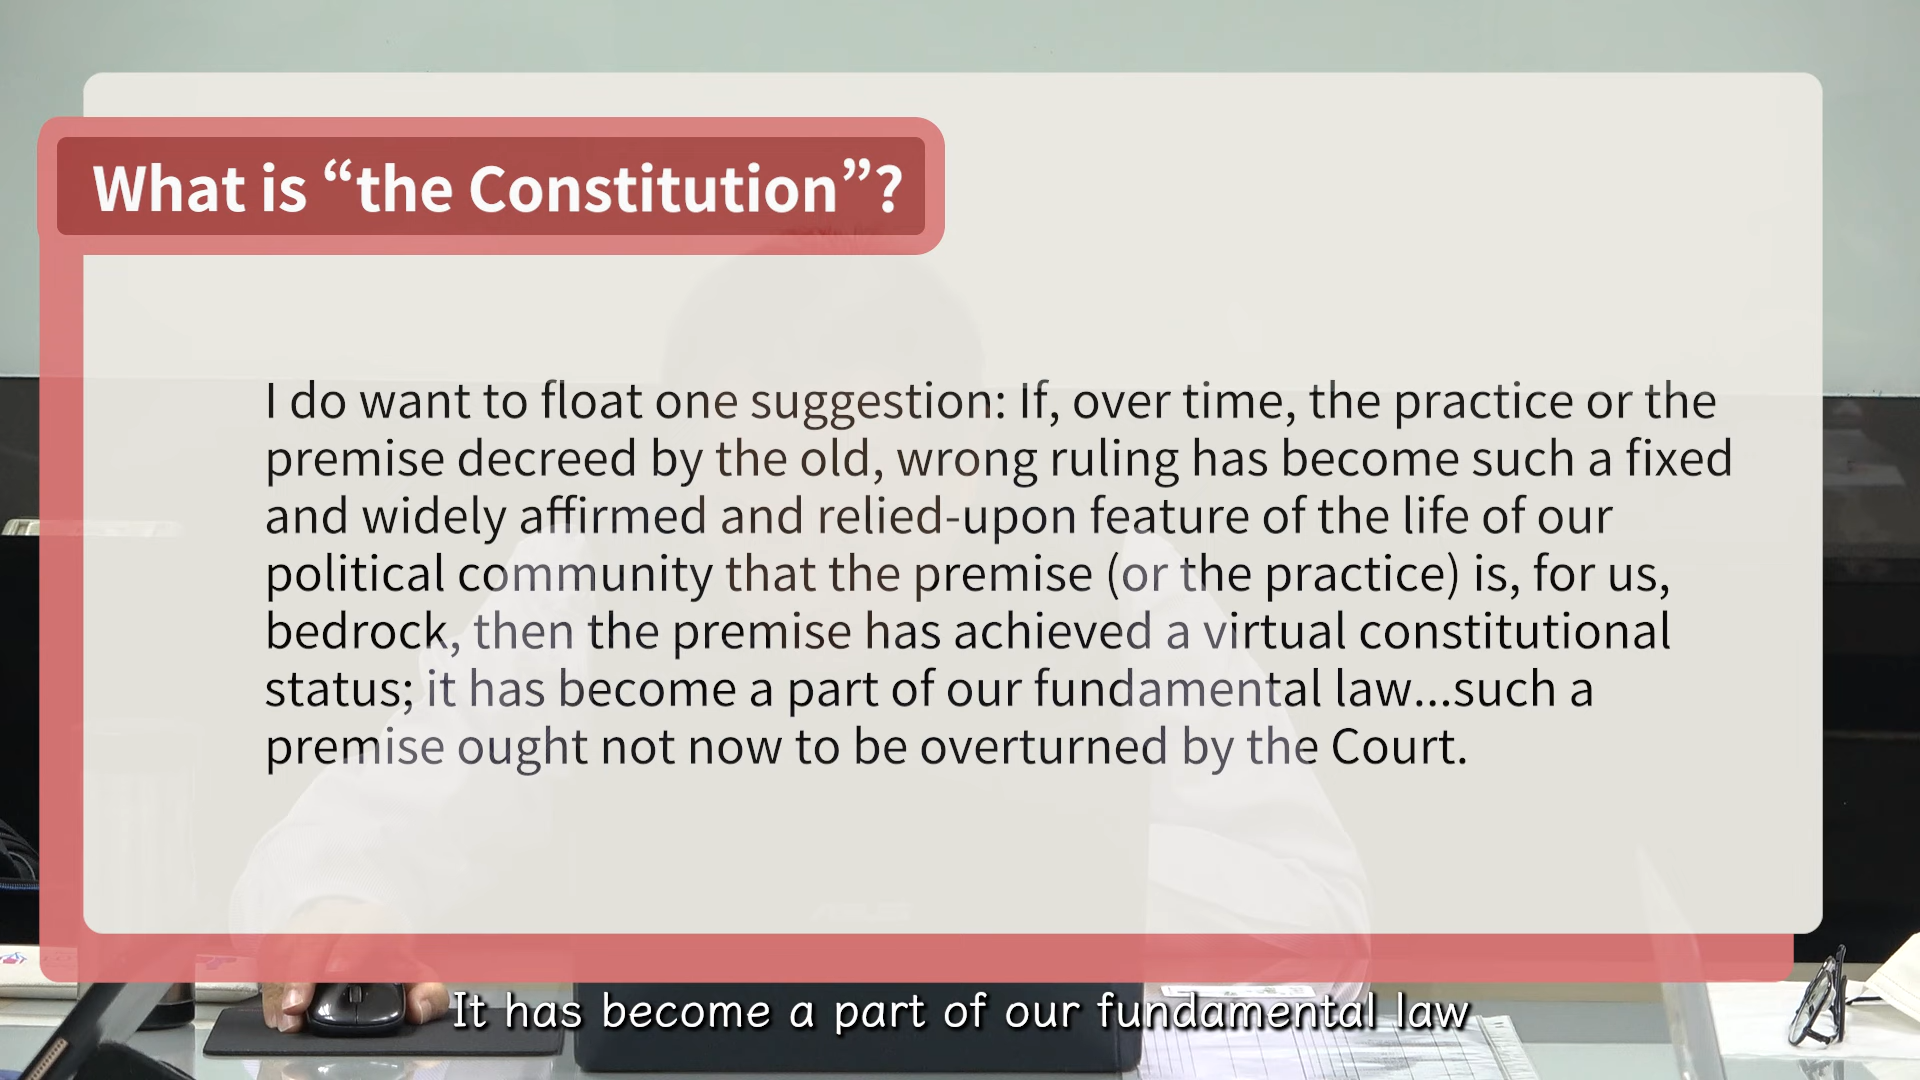 What is “the Constitution”?
I do want to float one suggestion: If, over time, the practice or the
premise decreed by the old, wrong ruling has become such a fixed
and widely affirmed and relied-upon feature of the life of our
political community that the premise (or the practice) is, for us,
bedrock, then the premise has achieved a virtual constitutional
status; it has become a part of our fundamental law...such a
premise ought not now to be overturned by the Court.
It has become a part of our fundamental law